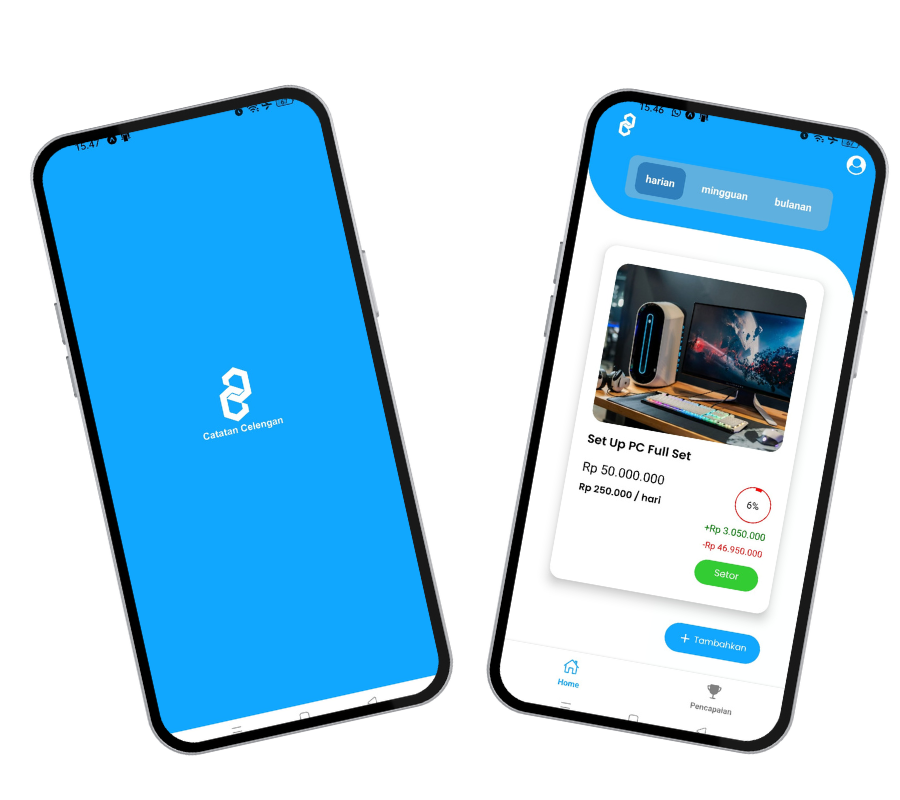 15.47
Catatan Celengan
15.46
harian
mingguan
bulanan
Set Up PC Full Set
Rp 50.000.000
Rp 250.000 / hari
6%
+Rp 3.050.000
-Rp 46.950.000
Setor
+ Tambahkan
Home
Pencapaian